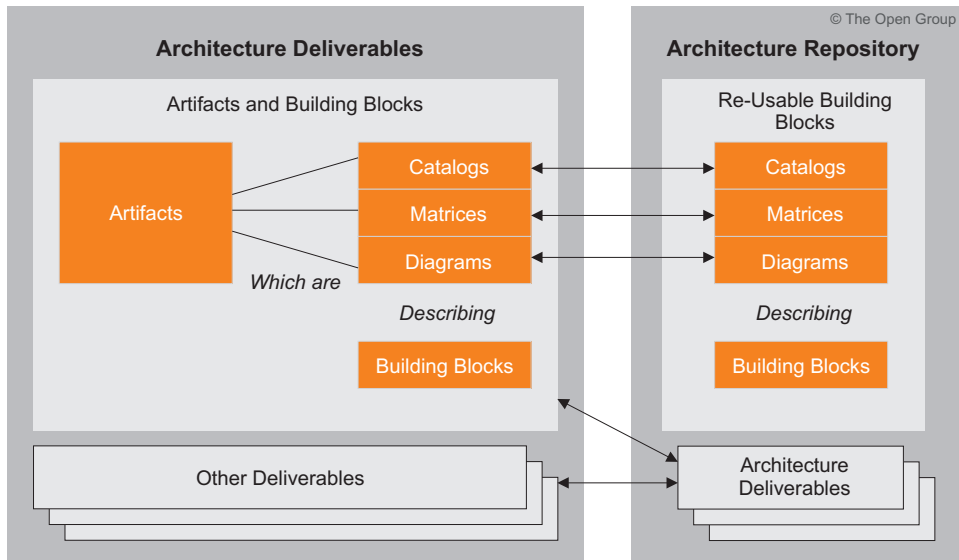 © The Open Group
Architecture Deliverables
Architecture Repository
Artifacts and Building Blocks
Re-Usable Building
Blocks
Artifacts
Catalogs
Matrices
Diagrams
Which are
Describing
Building Blocks
Catalogs
Matrices
Diagrams
Describing
Building Blocks
Other Deliverables
Architecture
Deliverables